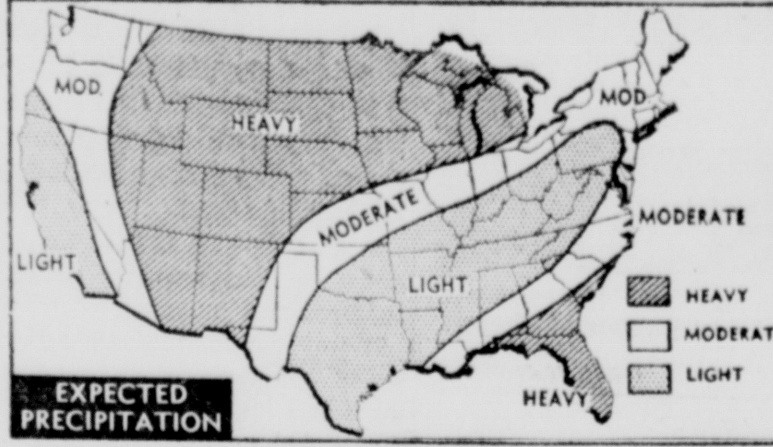 MOD.
HEAVY
MOD.
MODERATE
MODERATE
LIGHT
LIGHT
HEAVY
MODERAT
LIGHT
HEAVY
EXPECTED
PRECIPITATION